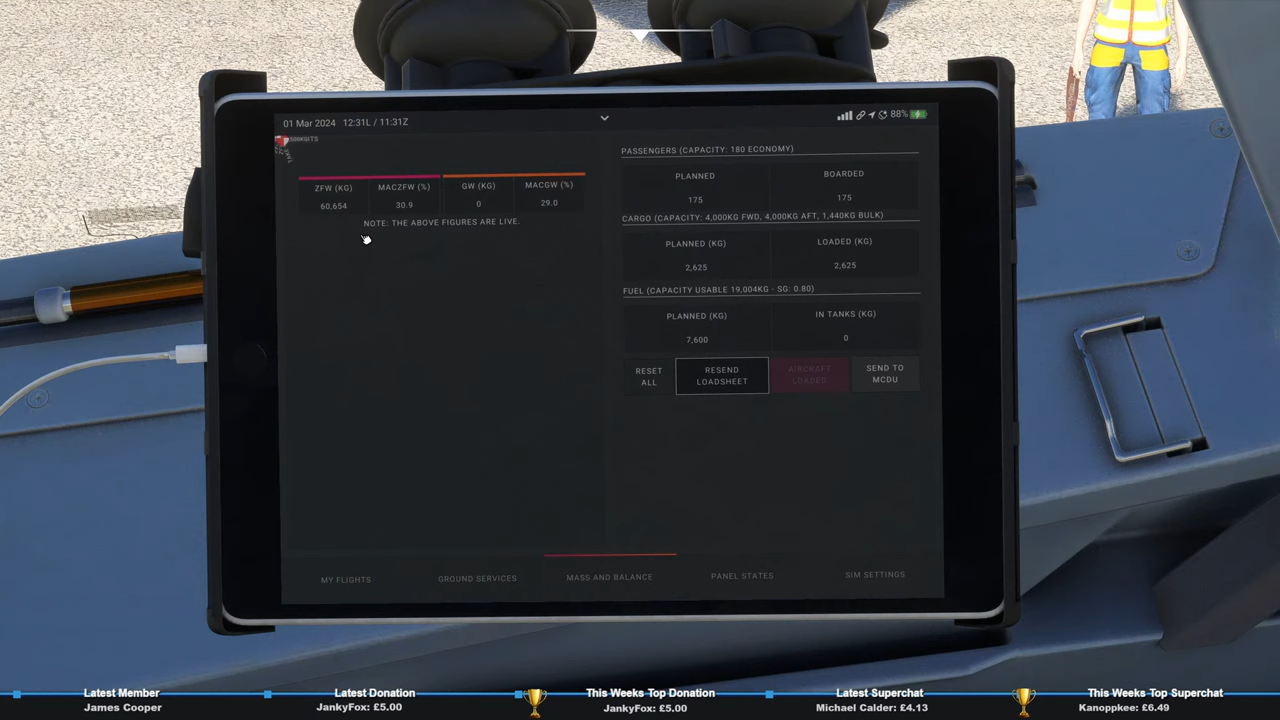 01 Mar 2024 12:31L / 11:31Z
88%
ZFW (KG)
MACZFW (%)
GW (KG)
MACGW (%)
60,654
30.9
0
29.0
NOTE: THE ABOVE FIGURES ARE LIVE.
PASSENGERS (CAPACITY: 180 ECONOMY)
PLANNED
BOARDED
175
175
CARGO (CAPACITY: 4,000KG FWD, 4,000KG AFT, 1,440KG BULK)
PLANNED (KG)
LOADED (KG)
2,625
2,625
FUEL (CAPACITY USABLE 19,004KG - SG: 0.80)
PLANNED (KG)
IN TANKS (KG)
7,600
0
RESET
ALL
RESEND
LOADSHEET
AIRCRAFT
LOADED
SEND TO
MCDU
MY FLIGHTS
GROUND SERVICES
MASS AND BALANCE
PANEL STATES
SIM SETTINGS
Latest Member
James Cooper
Latest Donation
JankyFox: £5.00
This Weeks Top Donation
JankyFox: £5.00
Latest Superchat
Michael Calder: £4.13
This Weeks Top Superchat
Kanoppkee: £6.49